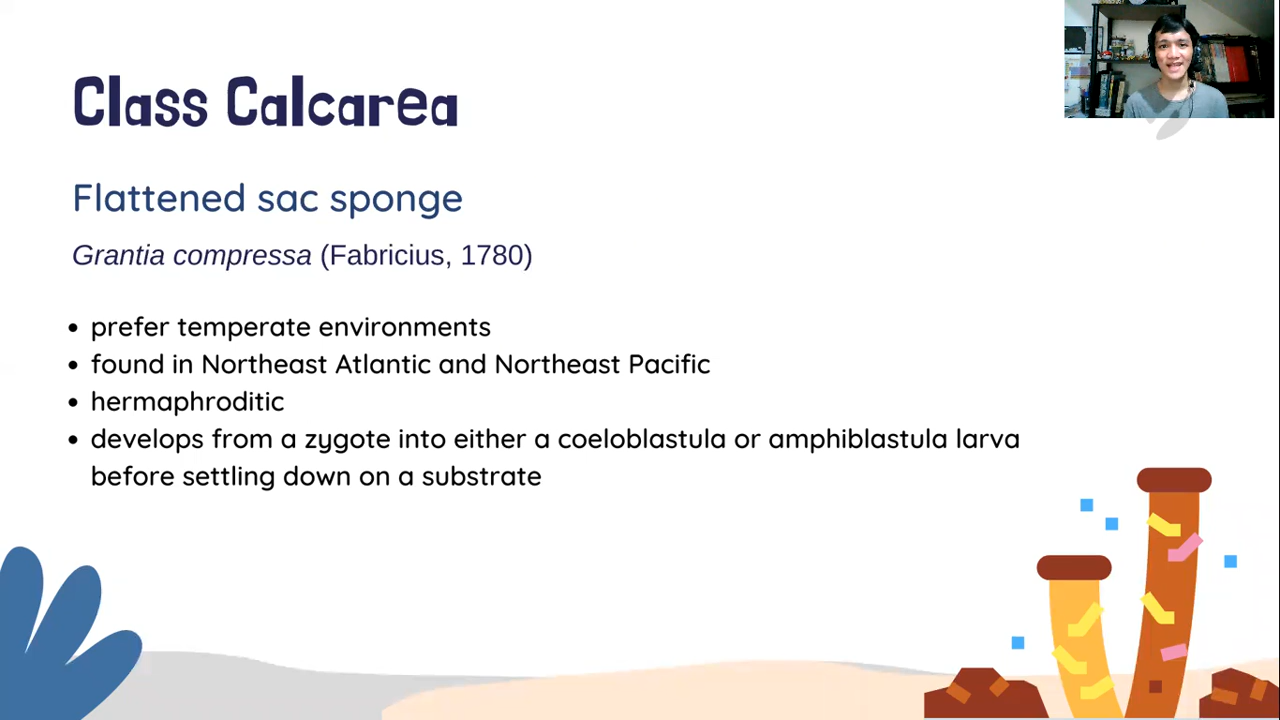 Class Calcarea
Flattened sac sponge
Grantia compressa (Fabricius, 1780)
• prefer temperate environments
• found in Northeast Atlantic and Northeast Pacific
• hermaphroditic
• develops from a zygote into either a coeloblastula or amphiblastula larva
before settling down on a substrate